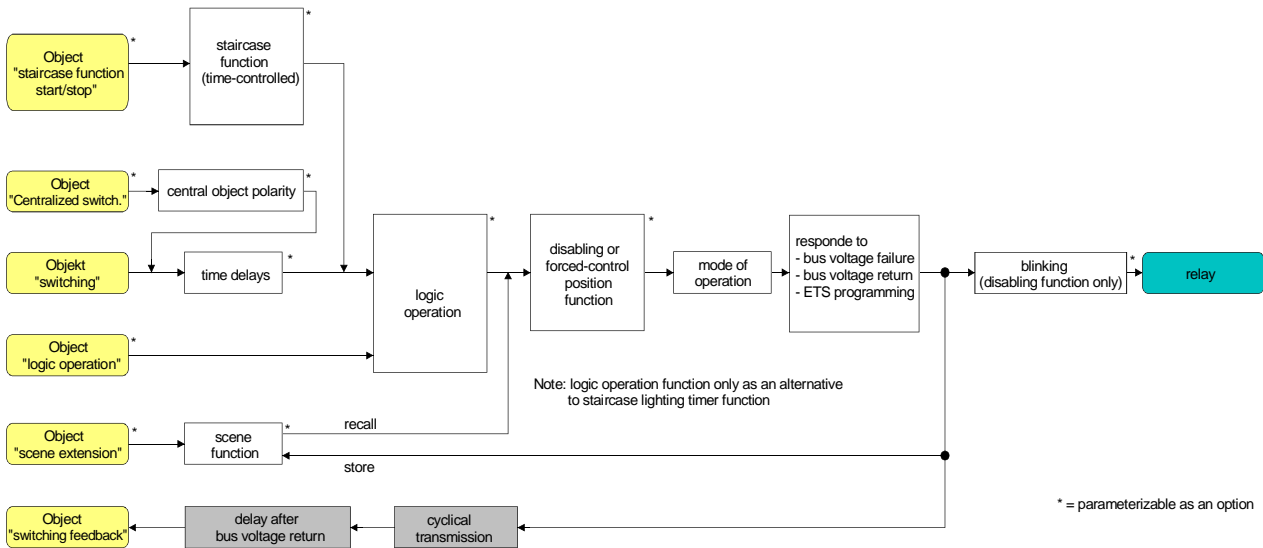 Object
"staircase function
start/stop"
*
staircase
function
(time-controlled)
*
Object
"Centralized switch."
*
central object polarity
*
Objekt
"switching"
time delays
*
Object
"logic operation"
*
logic
operation
*
disabling or
forced-control
position
function
*
mode of
operation
responde to
- bus voltage failure
- bus voltage return
- ETS programming
blinking
(disabling function only)
*
relay
Note: logic operation function only as an alternative
to staircase lighting timer function
Object
"scene extension"
*
scene
function
*
recall
store
Object
"switching feedback"
delay after
bus voltage return
cyclical
transmission
* = parameterizable as an option